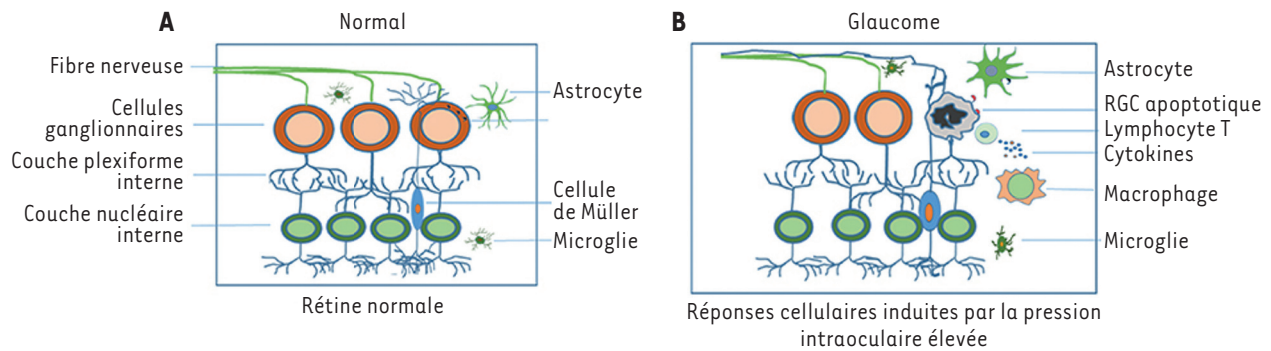 A
Normal
Fibre nerveuse
Cellules
ganglionnaires
Couche plexiforme
interne
Couche nucléaire
interne
Astrocyte
Cellule
de Müller
Microglie
Rétine normale
B
Glaucome
Astrocyte
RGC apoptotique
Lymphocyte T
Cytokines
Macrophage
Microglie
Réponses cellulaires induites par la pression
intraoculaire élevée